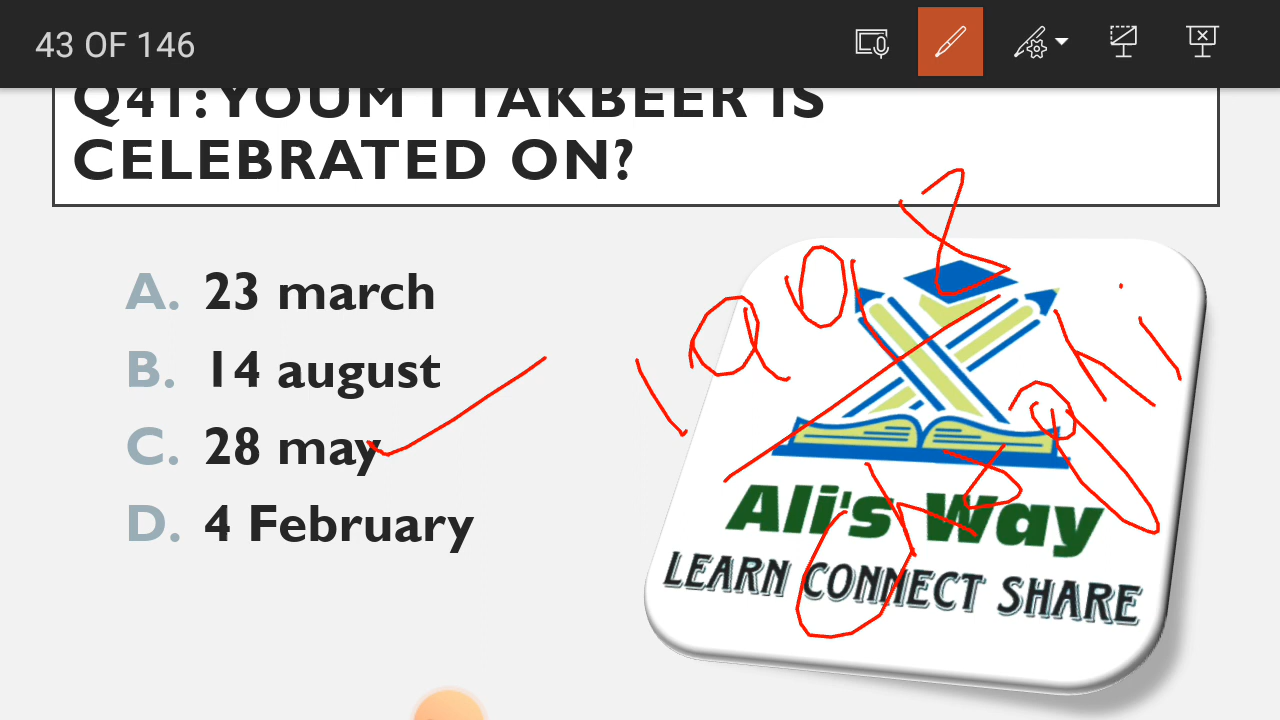 43 OF 146
Q41:YOUM I TAKBEER IS
CELEBRATED ON?
A. 23 march
B. 14 august
C. 28 may
D. 4 February
1998
Ali's Way
LEARN CONNECT SHARE